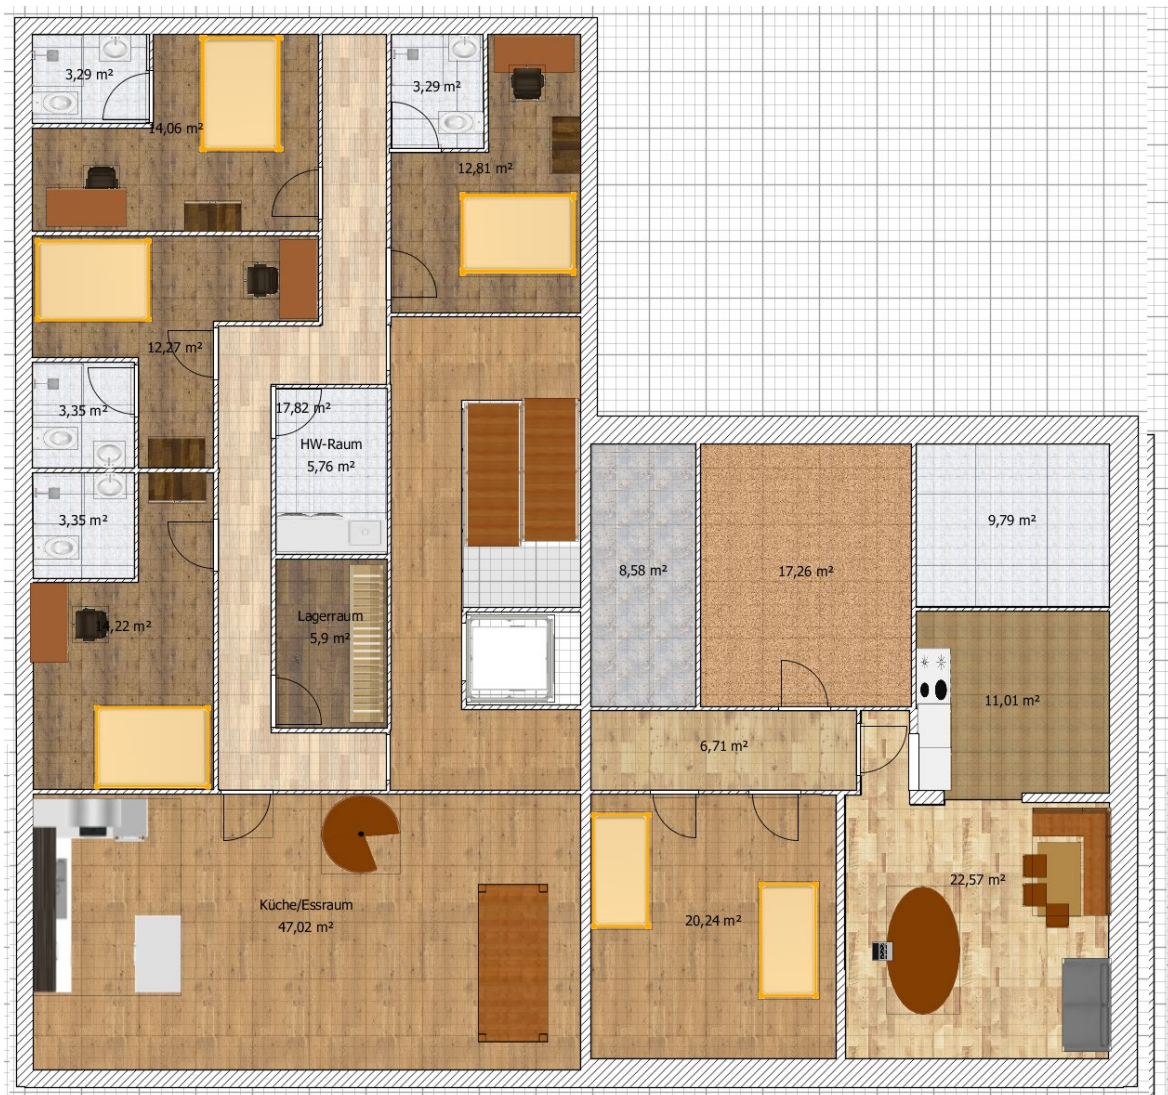 3,29 m²
3,29 m²
14,06 m²
12,81 m²
12,27 m²
3,35 m²
17,82 m²
HW-Raum
5,76 m²
3,35 m²
9,79 m²
8,58 m²
17,26 m²
Lagerraum
5,9 m²
14,22 m²
11,01 m²
6,71 m²
22,57 m²
Küche/Essraum
47,02 m²
20,24 m²